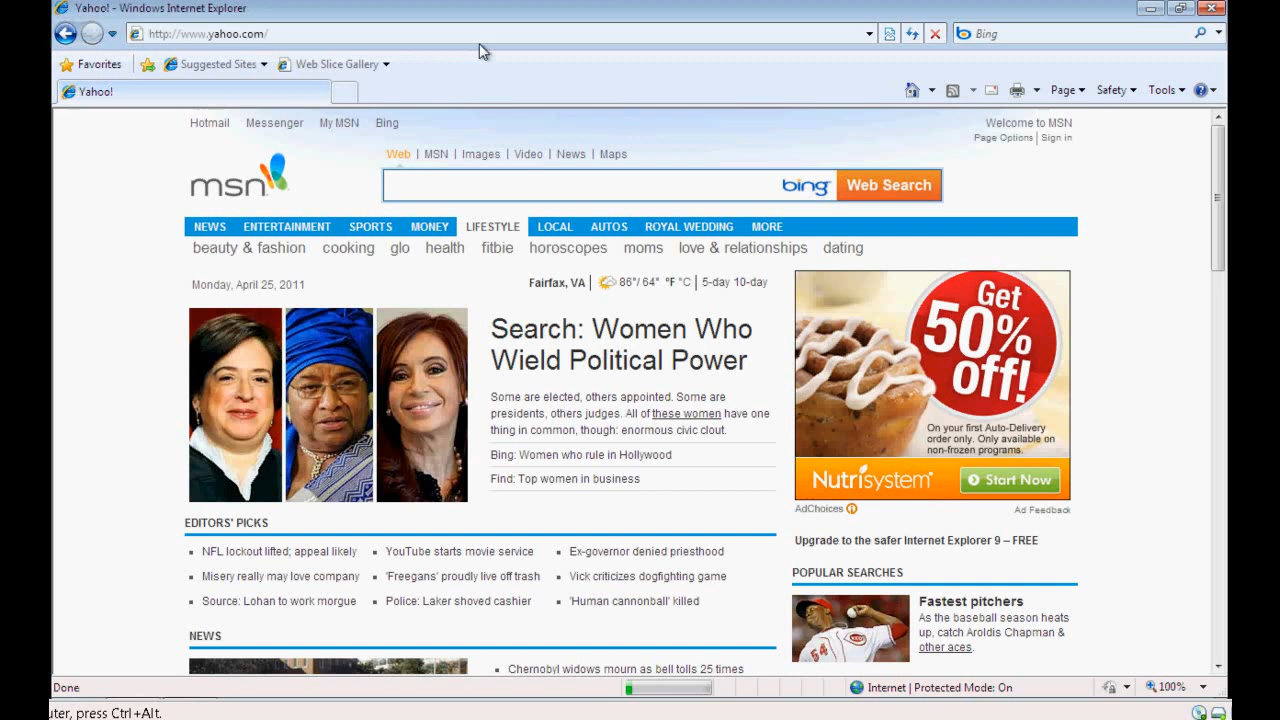 Yahoo! - Windows Internet Explorer
http://www.yahoo.com/
Bing
Favorites Suggested Sites Web Slice Gallery
Yahoo!
Page Safety Tools
Hotmail Messenger My MSN Bing
Welcome to MSN
Page Options | Sign in
Web | MSN | Images | Video | News | Maps
msn
bing Web Search
NEWS ENTERTAINMENT SPORTS MONEY LIFESTYLE LOCAL AUTOS ROYAL WEDDING MORE
beauty & fashion cooking glo health fitbie horoscopes moms love & relationships dating
Monday, April 25, 2011
Fairfax, VA | 86°/ 64° °F °C | 5-day 10-day
Search: Women Who
Wield Political Power
Some are elected, others appointed. Some are
presidents, others judges. All of these women have one
thing in common, though: enormous civic clout.
Bing: Women who rule in Hollywood
Find: Top women in business
Get
50%
off!
On your first Auto-Delivery
order only. Only available on
non-frozen programs.
Nutrisystem® Start Now
AdChoices
Ad Feedback
EDITORS' PICKS
NFL lockout lifted; appeal likely
YouTube starts movie service
Ex-governor denied priesthood
Misery really may love company
'Freegans' proudly live off trash
Vick criticizes dogfighting game
Source: Lohan to work morgue
Police: Laker shoved cashier
'Human cannonball' killed
Upgrade to the safer Internet Explorer 9 – FREE
POPULAR SEARCHES
Fastest pitchers
As the baseball season heats
up, catch Aroldis Chapman &
other aces.
54
NEWS
Chernobyl widows mourn as bell tolls 25 times
Done
Internet | Protected Mode: On
100%
uter, press Ctrl+Alt.